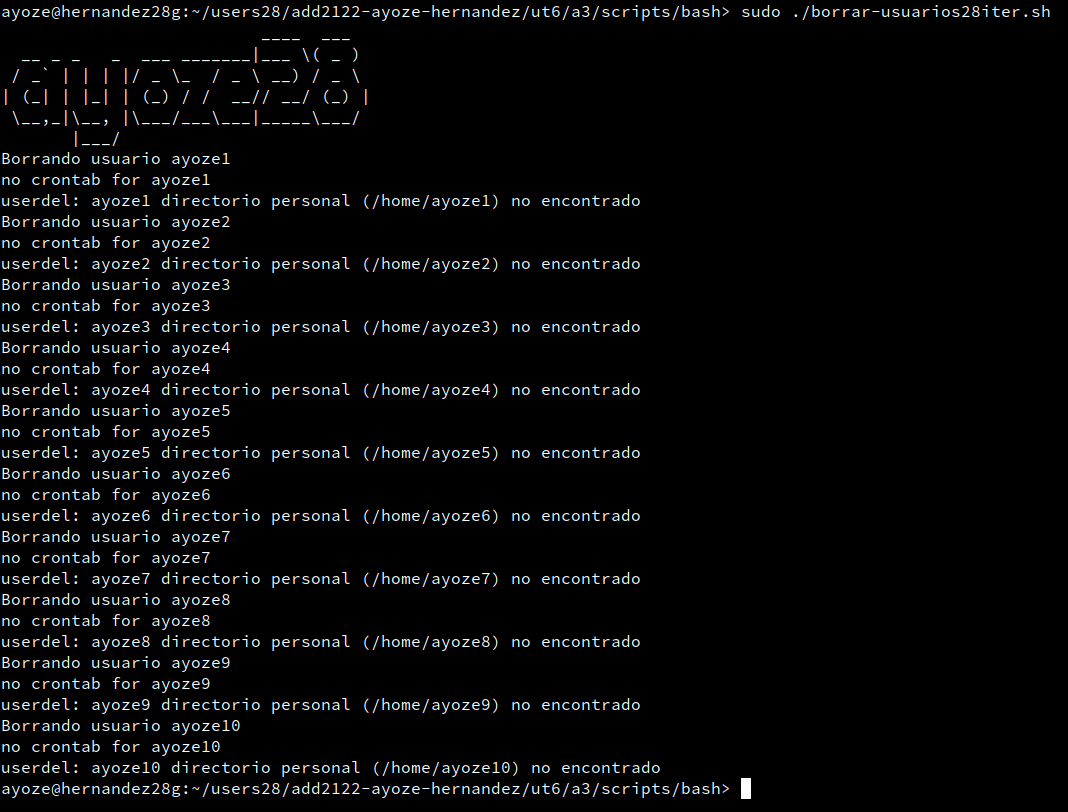 ayoze@hernandez28g:~/users28/add2122-ayoze-hernandez/ut6/a3/scripts/bash> sudo ./borrar-usuarios28iter.sh
                          ____  ___
  __ _ _   _  ___ _______|___ \( _ )
 / _` | | | |/ _ \_  / _ \ __) / _ \
| (_| | |_| | (_) / /  __// __/ (_) |
 \__,_|\__, |\___/___\___|_____\___/
       |___/
Borrando usuario ayoze1
no crontab for ayoze1
userdel: ayoze1 directorio personal (/home/ayoze1) no encontrado
Borrando usuario ayoze2
no crontab for ayoze2
userdel: ayoze2 directorio personal (/home/ayoze2) no encontrado
Borrando usuario ayoze3
no crontab for ayoze3
userdel: ayoze3 directorio personal (/home/ayoze3) no encontrado
Borrando usuario ayoze4
no crontab for ayoze4
userdel: ayoze4 directorio personal (/home/ayoze4) no encontrado
Borrando usuario ayoze5
no crontab for ayoze5
userdel: ayoze5 directorio personal (/home/ayoze5) no encontrado
Borrando usuario ayoze6
no crontab for ayoze6
userdel: ayoze6 directorio personal (/home/ayoze6) no encontrado
Borrando usuario ayoze7
no crontab for ayoze7
userdel: ayoze7 directorio personal (/home/ayoze7) no encontrado
Borrando usuario ayoze8
no crontab for ayoze8
userdel: ayoze8 directorio personal (/home/ayoze8) no encontrado
Borrando usuario ayoze9
no crontab for ayoze9
userdel: ayoze9 directorio personal (/home/ayoze9) no encontrado
Borrando usuario ayoze10
no crontab for ayoze10
userdel: ayoze10 directorio personal (/home/ayoze10) no encontrado
ayoze@hernandez28g:~/users28/add2122-ayoze-hernandez/ut6/a3/scripts/bash>